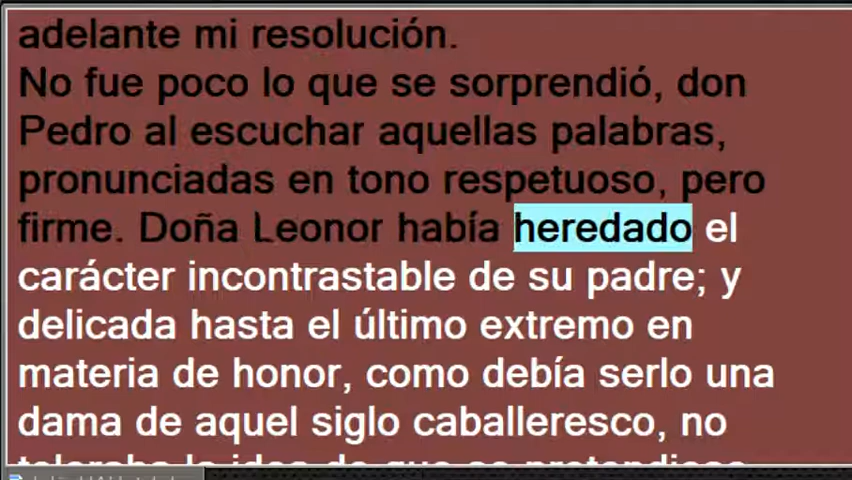 adelante mi resolución.
No fue poco lo que se sorprendió, don
Pedro al escuchar aquellas palabras,
pronunciadas en tono respetuoso, pero
firme. Doña Leonor había heredado el
carácter incontrastable de su padre; y
delicada hasta el último extremo en
materia de honor, como debía serlo una
dama de aquel siglo caballeresco, no